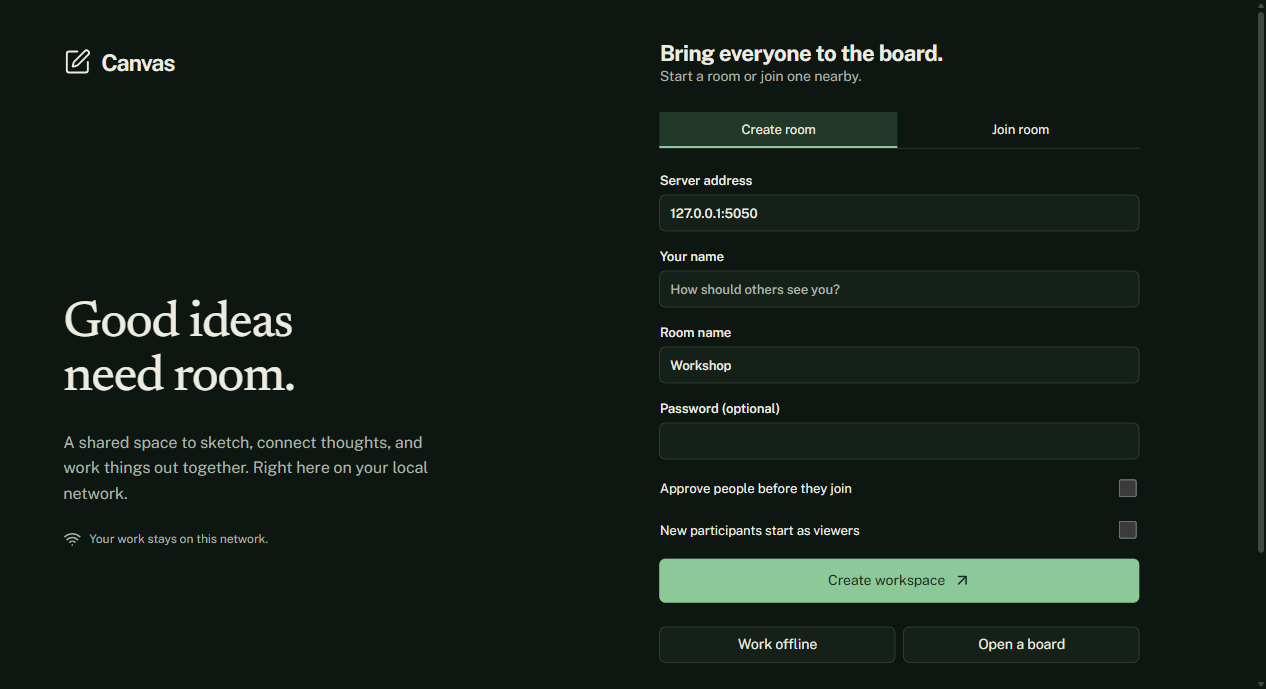 Canvas
Good ideas
need room.
A shared space to sketch, connect thoughts, and
work things out together. Right here on your local
network.
Your work stays on this network.
Bring everyone to the board.
Start a room or join one nearby.
Create room
Join room
Server address
127.0.0.1:5050
Your name
How should others see you?
Room name
Workshop
Password (optional)
Approve people before they join
New participants start as viewers
Create workspace
Work offline
Open a board